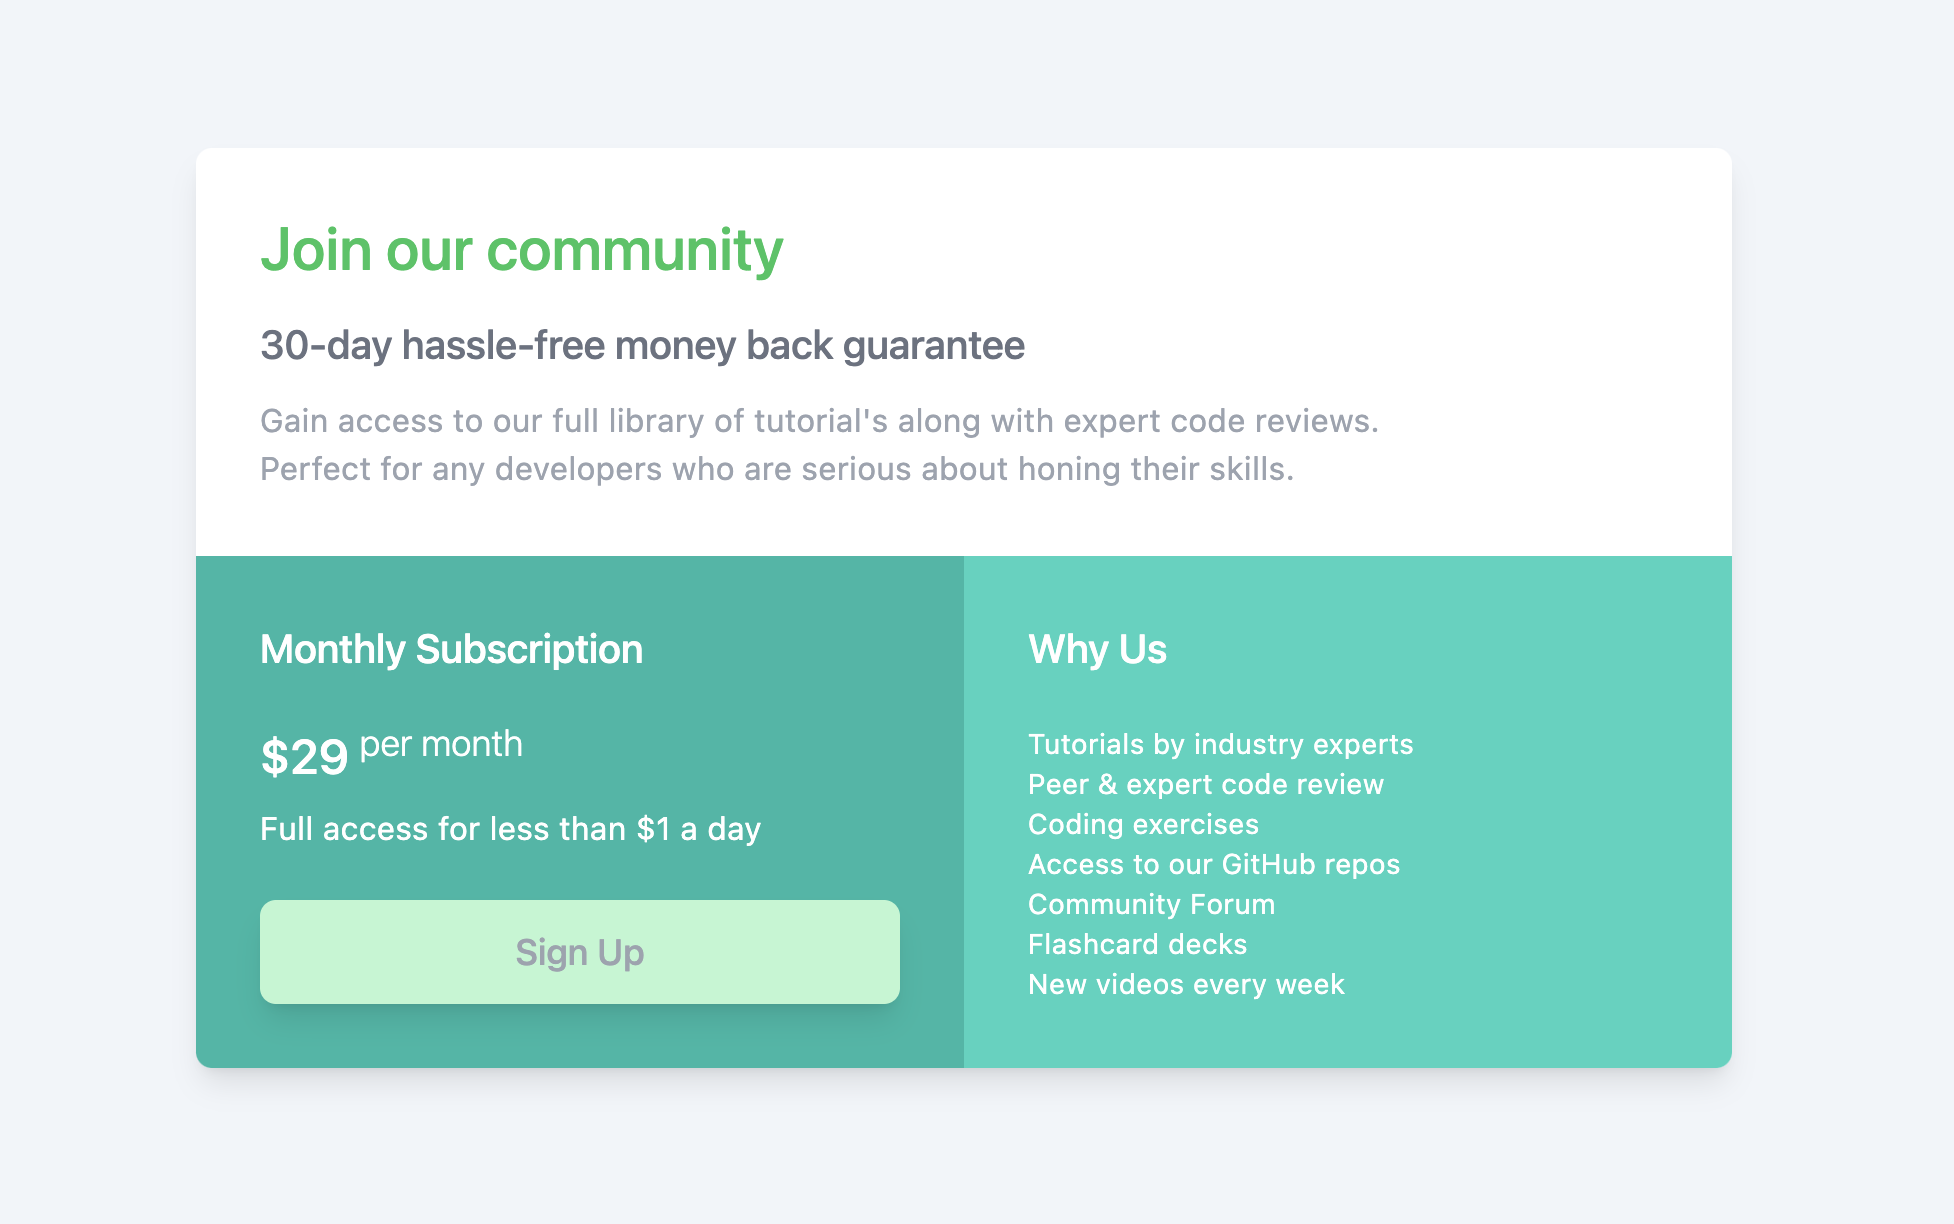 Join our community
30-day hassle-free money back guarantee
Gain access to our full library of tutorial's along with expert code reviews.
Perfect for any developers who are serious about honing their skills.
Monthly Subscription
$29 per month
Full access for less than $1 a day
Sign Up
Why Us
Tutorials by industry experts
Peer & expert code review
Coding exercises
Access to our GitHub repos
Community Forum
Flashcard decks
New videos every week